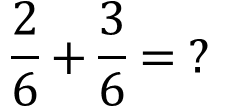 2/6 + 3/6 = ?